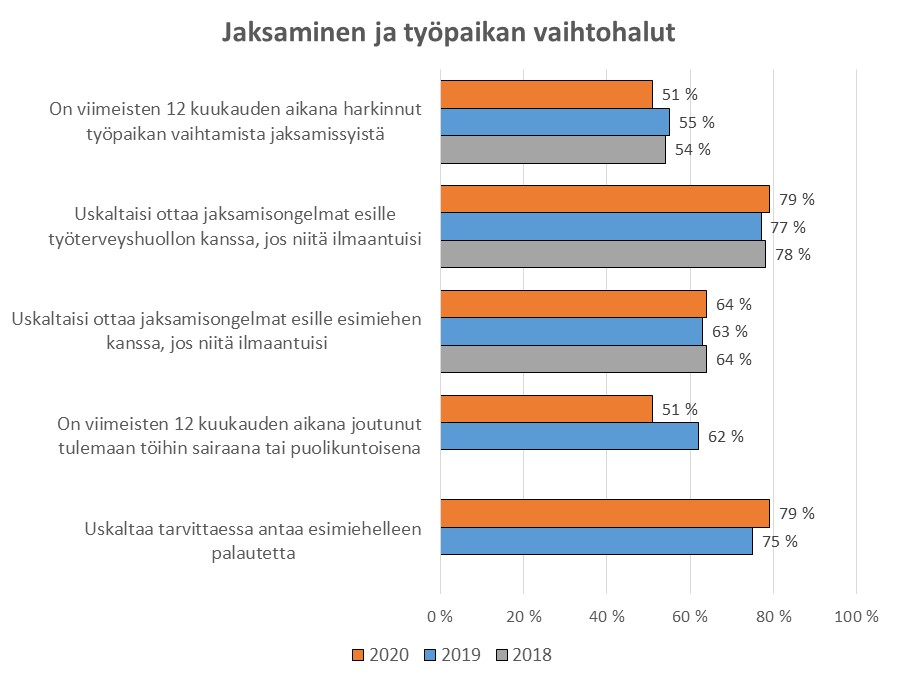 Jaksaminen ja työpaikan vaihtohalut
On viimeisten 12 kuukauden aikana harkinnut
työpaikan vaihtamista jaksamissyistä
51 %
55 %
54 %
Uskaltaisi ottaa jaksamisongelmat esille
työterveyshuollon kanssa, jos niitä ilmaantuisi
79 %
77 %
78 %
Uskaltaisi ottaa jaksamisongelmat esille esimiehen
kanssa, jos niitä ilmaantuisi
64 %
63 %
64 %
On viimeisten 12 kuukauden aikana joutunut
tulemaan töihin sairaana tai puolikuntoisena
51 %
62 %
Uskaltaa tarvittaessa antaa esimiehelleen
palautetta
79 %
75 %
0 % 20 % 40 % 60 % 80 % 100 %
2020 2019 2018